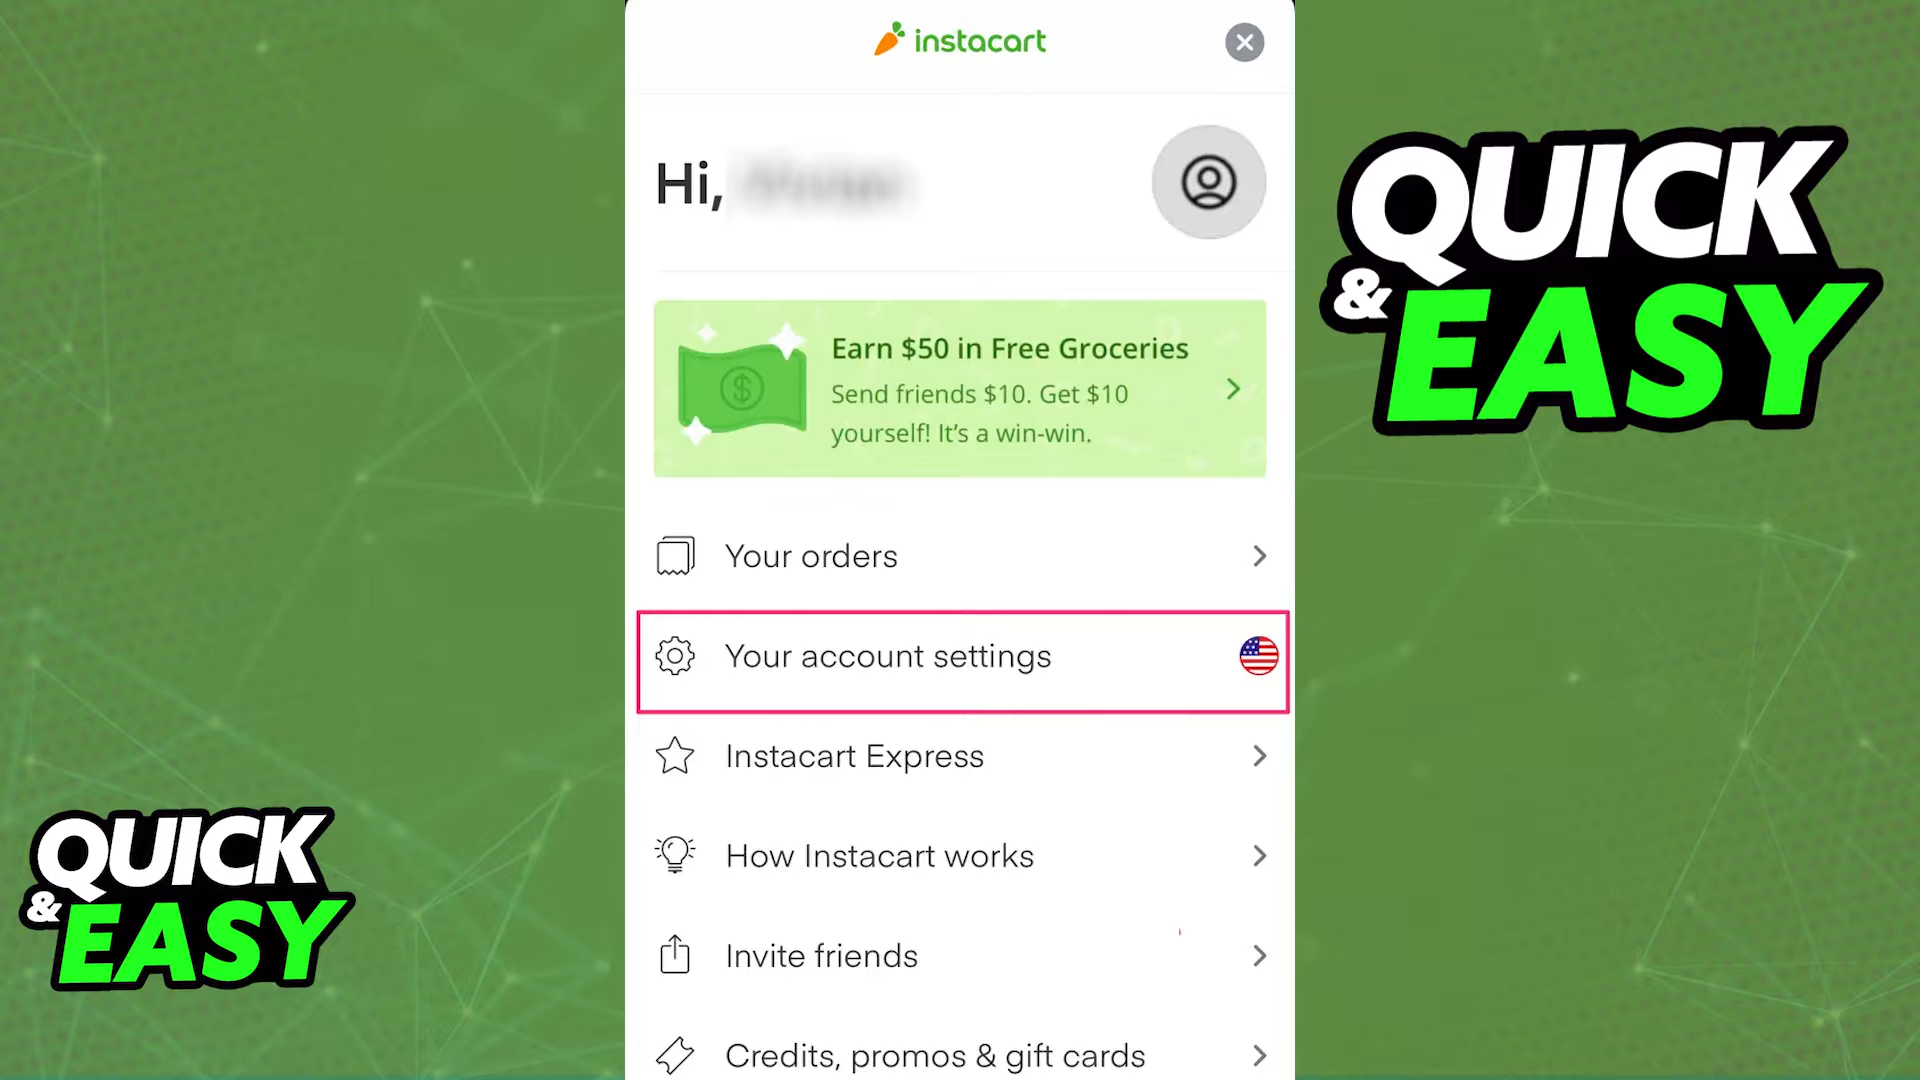 instacart
Hi,
Earn $50 in Free Groceries
Send friends $10. Get $10
yourself! It’s a win-win.
Your orders
Your account settings
Instacart Express
How Instacart works
Invite friends
Credits, promos & gift cards
QUICK
& EASY
QUICK
& EASY